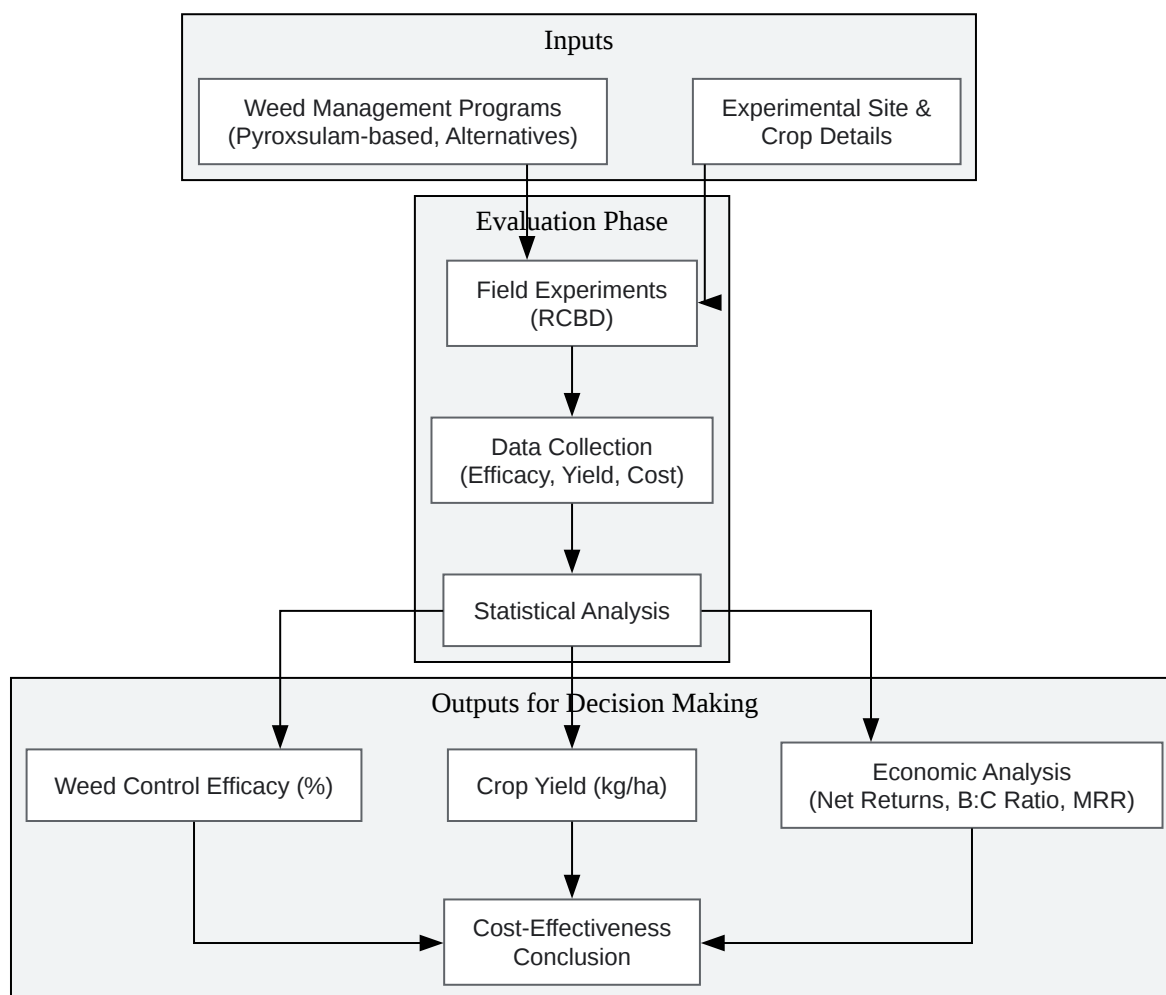 Inputs
Weed Management Programs
(Pyroxsulam-based, Alternatives)
Experimental Site &
Crop Details
Evaluation Phase
Field Experiments
(RCBD)
Data Collection
(Efficacy, Yield, Cost)
Statistical Analysis
Outputs for Decision Making
Weed Control Efficacy (%)
Crop Yield (kg/ha)
Economic Analysis
(Net Returns, B:C Ratio, MRR)
Cost-Effectiveness
Conclusion